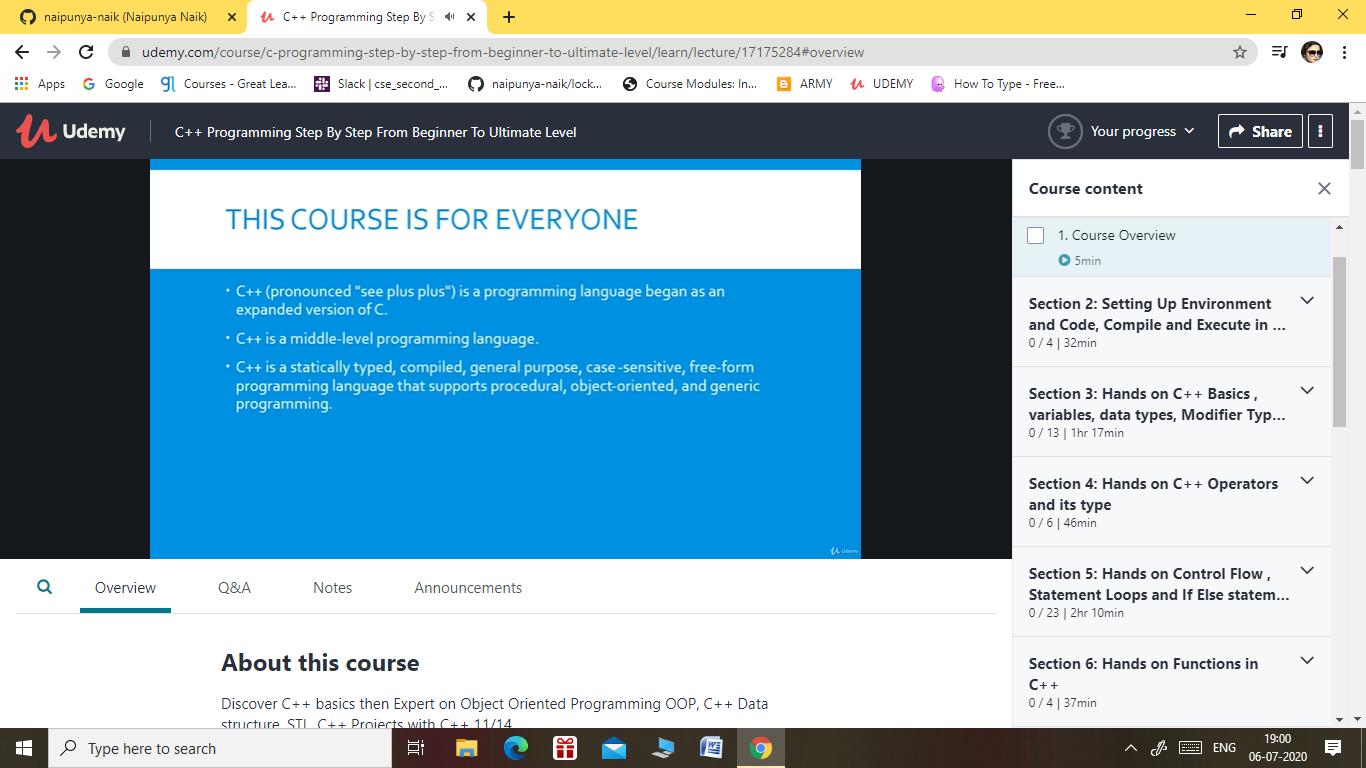 naipunya-naik (Naipunya Naik)
C++ Programming Step By S
udemy.com/course/c-programming-step-by-step-from-beginner-to-ultimate-level/learn/lecture/17175284#overview
Apps Google Courses - Great Lea... Slack | cse_second_... naipunya-naik/lock... Course Modules: In... ARMY UDEMY How To Type - Free...
Udemy C++ Programming Step By Step From Beginner To Ultimate Level Your progress Share
THIS COURSE IS FOR EVERYONE
• C++ (pronounced "see plus plus") is a programming language began as an
expanded version of C.
• C++ is a middle-level programming language.
• C++ is a statically typed, compiled, general purpose, case-sensitive, free-form
programming language that supports procedural, object-oriented, and generic
programming.
Udemy
Course content
1. Course Overview
5min
Section 2: Setting Up Environment
and Code, Compile and Execute in ...
0 / 4 | 32min
Section 3: Hands on C++ Basics ,
variables, data types, Modifier Typ...
0 / 13 | 1hr 17min
Section 4: Hands on C++ Operators
and its type
0 / 6 | 46min
Section 5: Hands on Control Flow ,
Statement Loops and If Else statem...
0 / 23 | 2hr 10min
Section 6: Hands on Functions in
C++
0 / 4 | 37min
Overview Q&A Notes Announcements
About this course
Discover C++ basics then Expert on Object Oriented Programming OOP, C++ Data
structure, STL, C++ Projects with C++ 11/14
Type here to search
ENG
19:00
06-07-2020